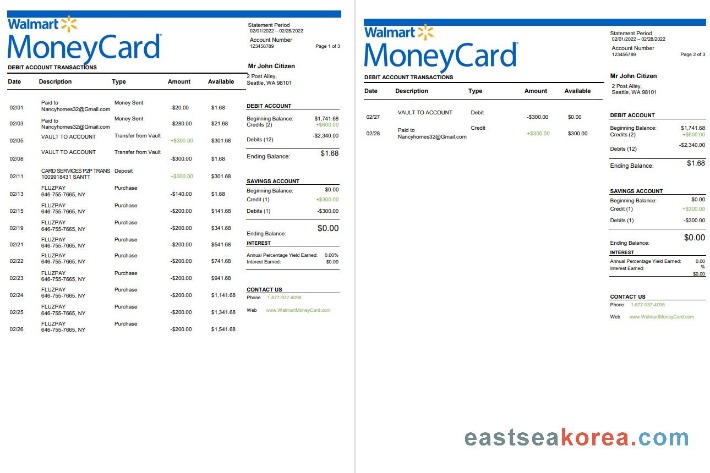 Walmart
MoneyCard
DEBIT ACCOUNT TRANSACTIONS
Statement Period
02/01/2022 – 02/28/2022
Account Number
123456789 Page 1 of 3
Mr John Citizen
2 Post Alley,
Seattle, WA 98101
Date Description Type Amount Available
02/01 Paid to Nancyhomes32@Gmail.com Money Sent -$20.00 $1.68
02/03 Paid to Nancyhomes32@Gmail.com Money Sent -$280.00 $21.68
02/05 VAULT TO ACCOUNT Transfer from Vault +$300.00 $301.68
02/08 VAULT TO ACCOUNT Transfer from Vault -$300.00 $1.68
02/11 CARD SERVICES P2P TRANS 1009918431 SANTT Deposit +$300.00 $301.68
02/13 FLUZPAY 646-755-7665, NY Purchase -$140.00 $1.68
02/15 FLUZPAY 646-755-7665, NY Purchase -$200.00 $141.68
02/19 FLUZPAY 646-755-7665, NY Purchase -$200.00 $341.68
02/21 FLUZPAY 646-755-7665, NY Purchase -$200.00 $541.68
02/22 FLUZPAY 646-755-7665, NY Purchase -$200.00 $741.68
02/23 FLUZPAY 646-755-7665, NY Purchase -$200.00 $941.68
02/24 FLUZPAY 646-755-7665, NY Purchase -$200.00 $1,141.68
02/25 FLUZPAY 646-755-7665, NY Purchase -$200.00 $1,341.68
02/26 FLUZPAY 646-755-7665, NY Purchase -$200.00 $1,541.68
DEBIT ACCOUNT
Beginning Balance: $1,741.68
Credits (2) +$600.00
Debits (12) -$2,340.00
Ending Balance: $1.68
SAVINGS ACCOUNT
Beginning Balance: $0.00
Credit (1) +$300.00
Debits (1) -$300.00
Ending Balance: $0.00
INTEREST
Annual Percentage Yield Earned: 0.00%
Interest Earned: $0.00
CONTACT US
Phone 1-877-937-4098
Web www.WalmartMoneyCard.com
Walmart
MoneyCard
DEBIT ACCOUNT TRANSACTIONS
Statement Period
02/01/2022 – 02/28/2022
Account Number
123456789 Page 2 of 3
Mr John Citizen
2 Post Alley,
Seattle, WA 98101
Date Description Type Amount Available
02/27 VAULT TO ACCOUNT Debit -$300.00 $0.00
02/28 Paid to Nancyhomes32@Gmail.com Credit +$300.00 $300.00
DEBIT ACCOUNT
Beginning Balance: $1,741.68
Credits (2) +$600.00
Debits (12) -$2,340.00
Ending Balance: $1.68
SAVINGS ACCOUNT
Beginning Balance: $0.00
Credit (1) +$300.00
Debits (1) -$300.00
Ending Balance: $0.00
INTEREST
Annual Percentage Yield Earned: 0.00
%
Interest Earned: $0.00
CONTACT US
Phone 1-877-937-4098
Web www.WalmartMoneyCard.com
eastseakorea.com